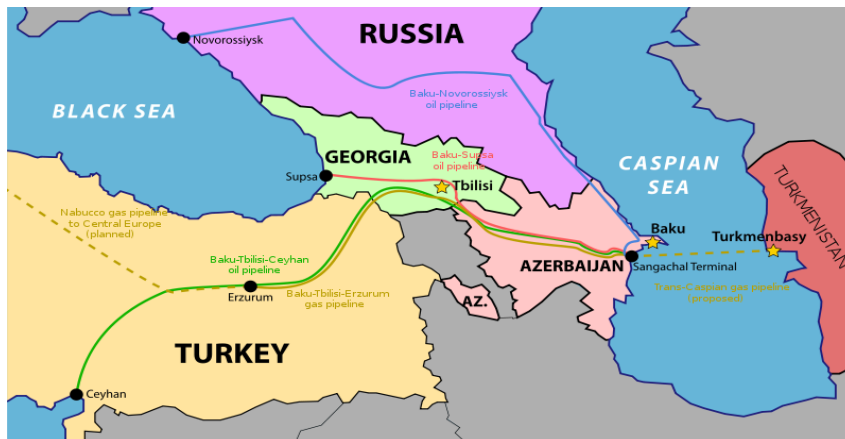 RUSSIA
Novorossiysk
Baku-Novorossiysk
oil pipeline
BLACK SEA
GEORGIA
Baku-Supsa
oil pipeline
CASPIAN
SEA
TURKMENISTAN
Supsa
Tbilisi
Nabucco gas pipeline
to Central Europe
(planned)
Baku
Turkmenbasy
Baku-Tbilisi-Ceyhan
oil pipeline
AZERBAIJAN
Sangachal Terminal
Erzurum
Baku-Tbilisi-Erzurum
gas pipeline
AZ.
Trans-Caspian gas pipeline
(proposed)
TURKEY
Ceyhan